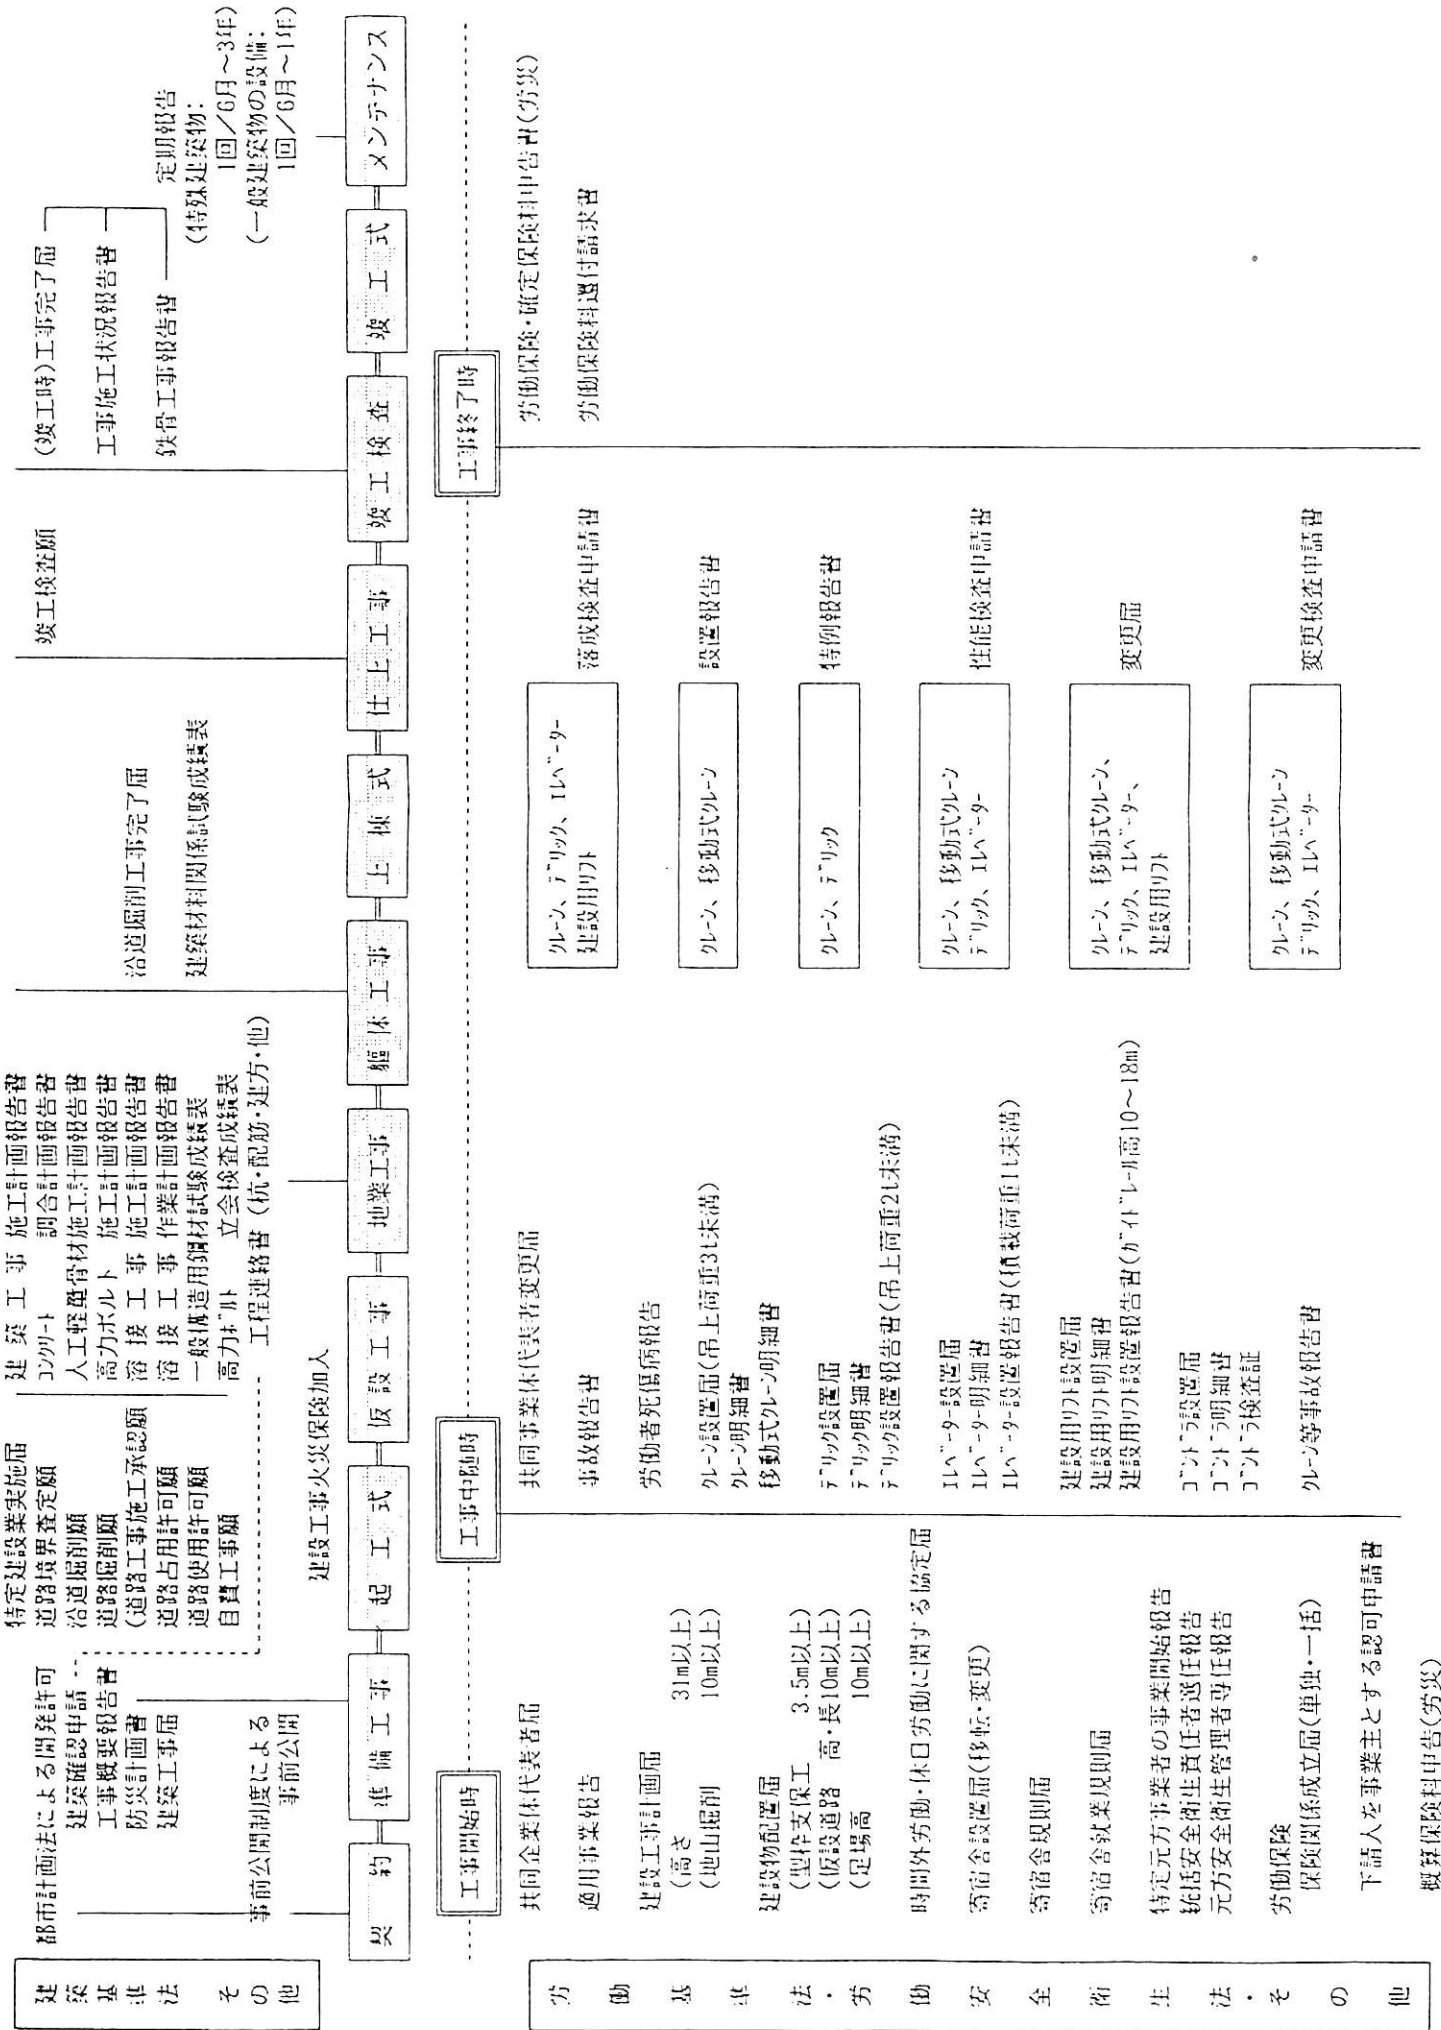 建築基準法 その他
都市計画法による開発許可
建築確認申請
工事概要報告書
防災計画書
建築工事届
事前公開制度による
事前公開
特定建設業実施届
道路境界査定願
沿道掘削願
道路掘削願
(道路工事施工承認願
道路占用許可願
道路使用許可願
自費工事願
建設工事火災保険加入
建築工事 施工計画報告書
コンクリート 調合計画報告書
人工軽量骨材施工計画報告書
高力ボルト 施工計画報告書
溶接工事 施工計画報告書
溶接工事 作業計画報告書
一般構造用鋼材試験成績表
高力ボルト 立会検査成績表
工程連絡書(杭・配筋・建方・他)
沿道掘削工事完了届
建築材料関係試験成績表
竣工検査願
(竣工時)工事完了届
工事施工状況報告書
鉄骨工事報告書
定期報告
(特殊建築物:
1回/6月~3年)
(一般建築物の設備:
1回/6月~1年)
契約
準備工事
起工式
仮設工事
地業工事
躯体工事
上棟式
仕上工事
竣工検査
竣工式
メンテナンス
工事開始時
工事中随時
工事終了時
労働基準法・労働安全衛生法・その他
共同企業体代表者届
適用事業報告
建設工事計画届
(高さ 31m以上)
(地山掘削 10m以上)
建設物配置届
(型枠支保工 3.5m以上)
(仮設道路 高・長10m以上)
(足場高 10m以上)
時間外労働・休日労働に関する協定届
寄宿舎設置届(移転・変更)
寄宿舎規則届
寄宿舎就業規則届
特定元方事業者の事業開始報告
統括安全衛生責任者選任報告
元方安全衛生管理者専任報告
労働保険
保険関係成立届(単独・一括)
下請人を事業主とする認可申請書
概算保険料申告(労災)
共同事業体代表者変更届
事故報告書
労働者死傷病報告
クレーン設置届(吊上荷重3t未満)
クレーン明細書
移動式クレーン明細書
デリック設置届
デリック明細書
デリック設置報告書(吊上荷重2t未満)
エレベーター設置届
エレベーター明細書
エレベーター設置報告書(積載荷重1t未満)
建設用リフト設置届
建設用リフト明細書
建設用リフト設置報告書(ガイドレール高10~18m)
ゴンドラ設置届
ゴンドラ明細書
ゴンドラ検査証
クレーン等事故報告書
クレーン、デリック、エレベーター
建設用リフト
落成検査申請書
クレーン、移動式クレーン
設置報告書
クレーン、デリック
特例報告書
クレーン、移動式クレーン
デリック、エレベーター
性能検査申請書
クレーン、移動式クレーン、
デリック、エレベーター、
建設用リフト
変更届
クレーン、移動式クレーン
デリック、エレベーター
変更検査申請書
労働保険・確定保険料申告書(労災)
労働保険料還付請求書